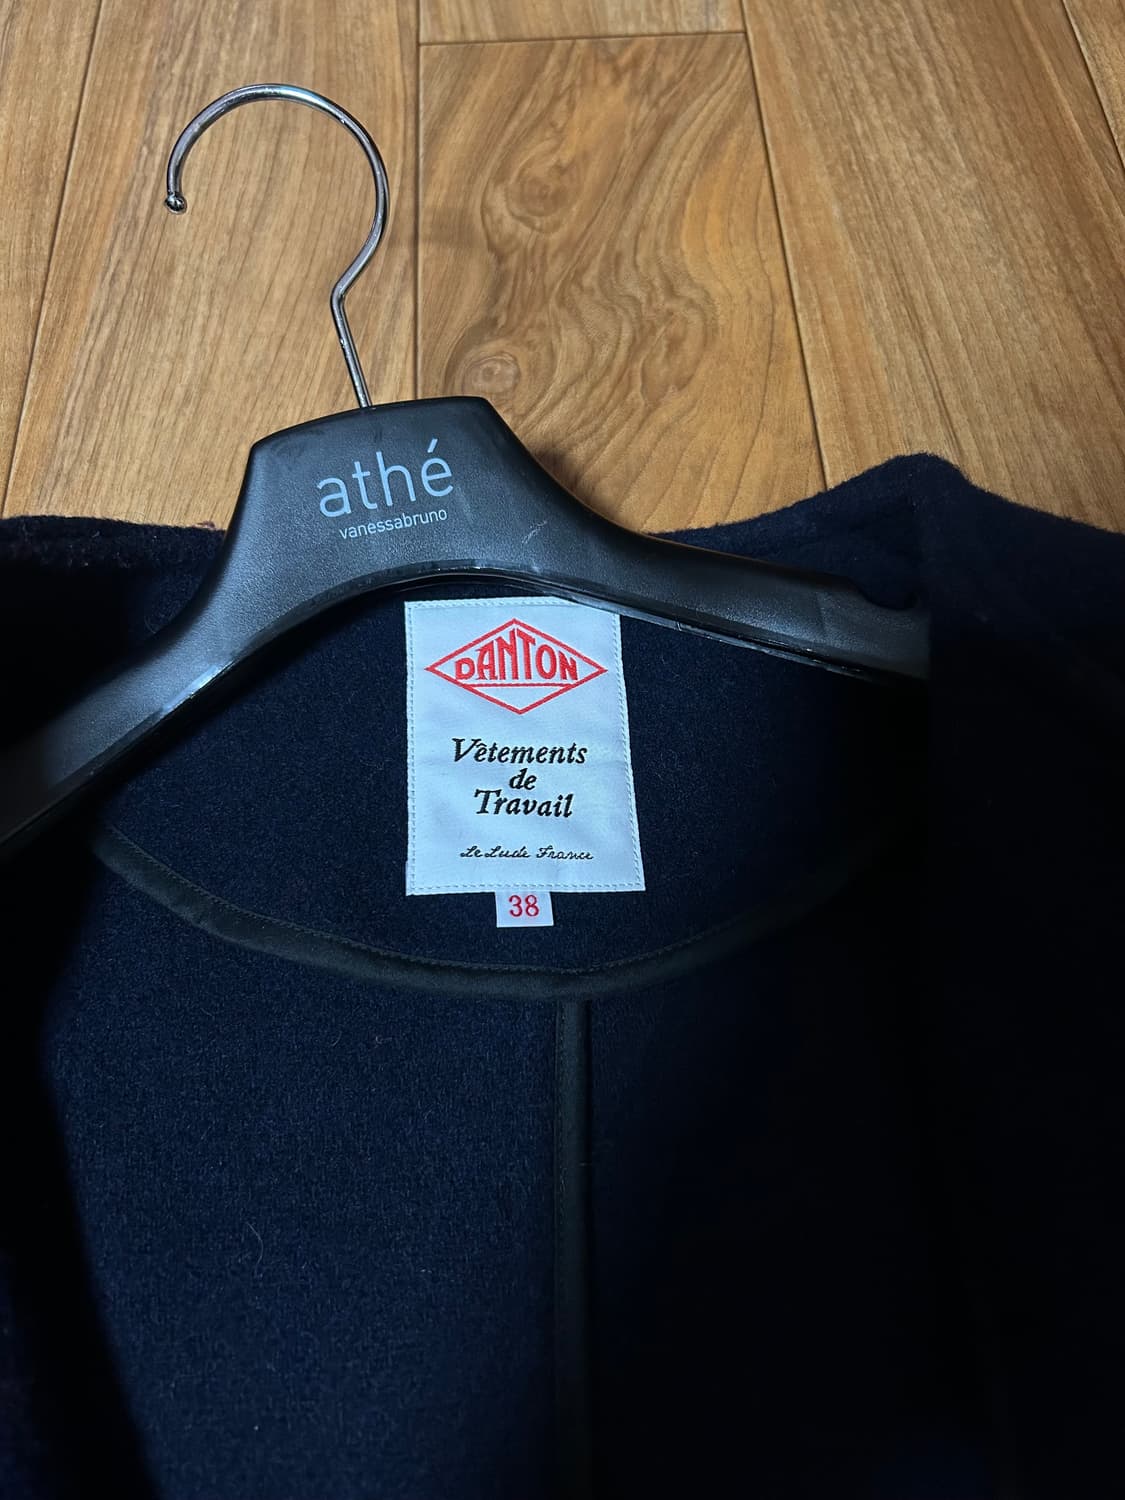 athé
vanessabruno
DANTON
Vêtements
de
Travail
Le Lude France
38